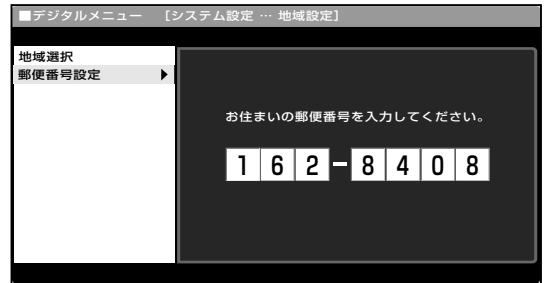 ■デジタルメニュー　[システム設定 … 地域設定]
地域選択
郵便番号設定 ▶
お住まいの郵便番号を入力してください。
162-8408